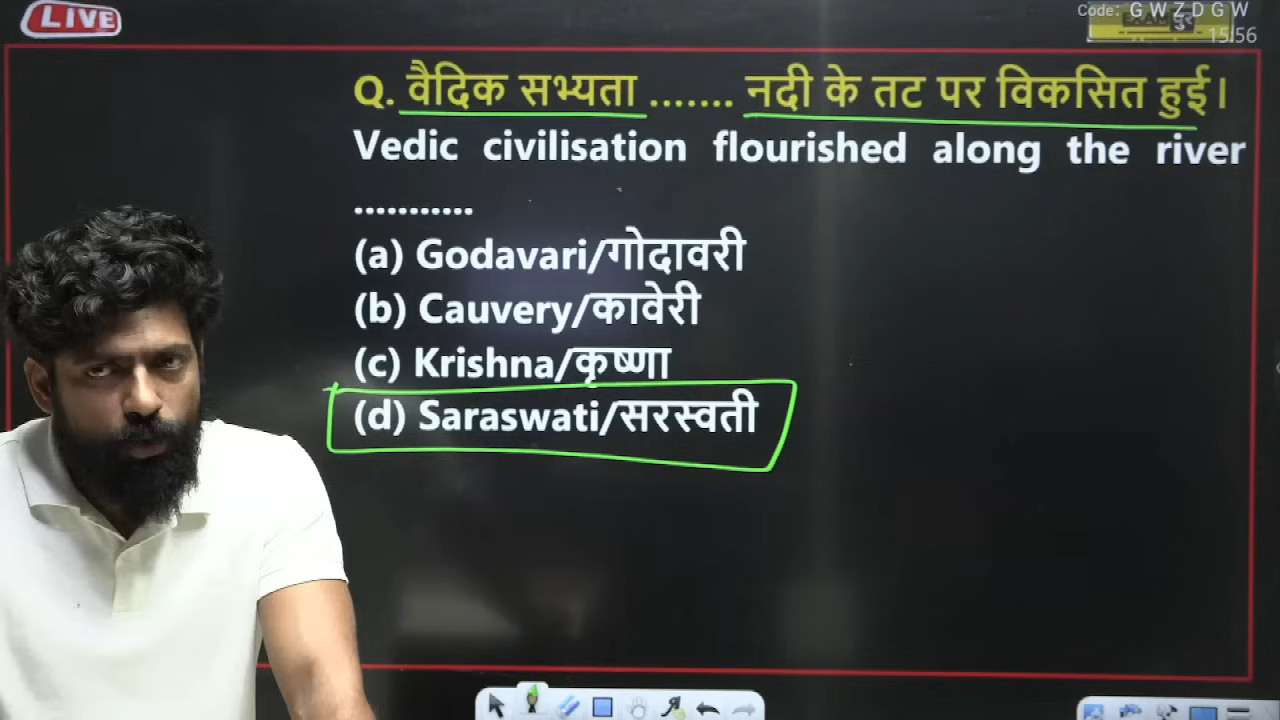 LIVE
Code: G W Z D G W
15:56
Q. वैदिक सभ्यता ....... नदी के तट पर विकसित हुई।
Vedic civilisation flourished along the river
...........
(a) Godavari/गोदावरी
(b) Cauvery/कावेरी
(c) Krishna/कृष्णा
(d) Saraswati/सरस्वती